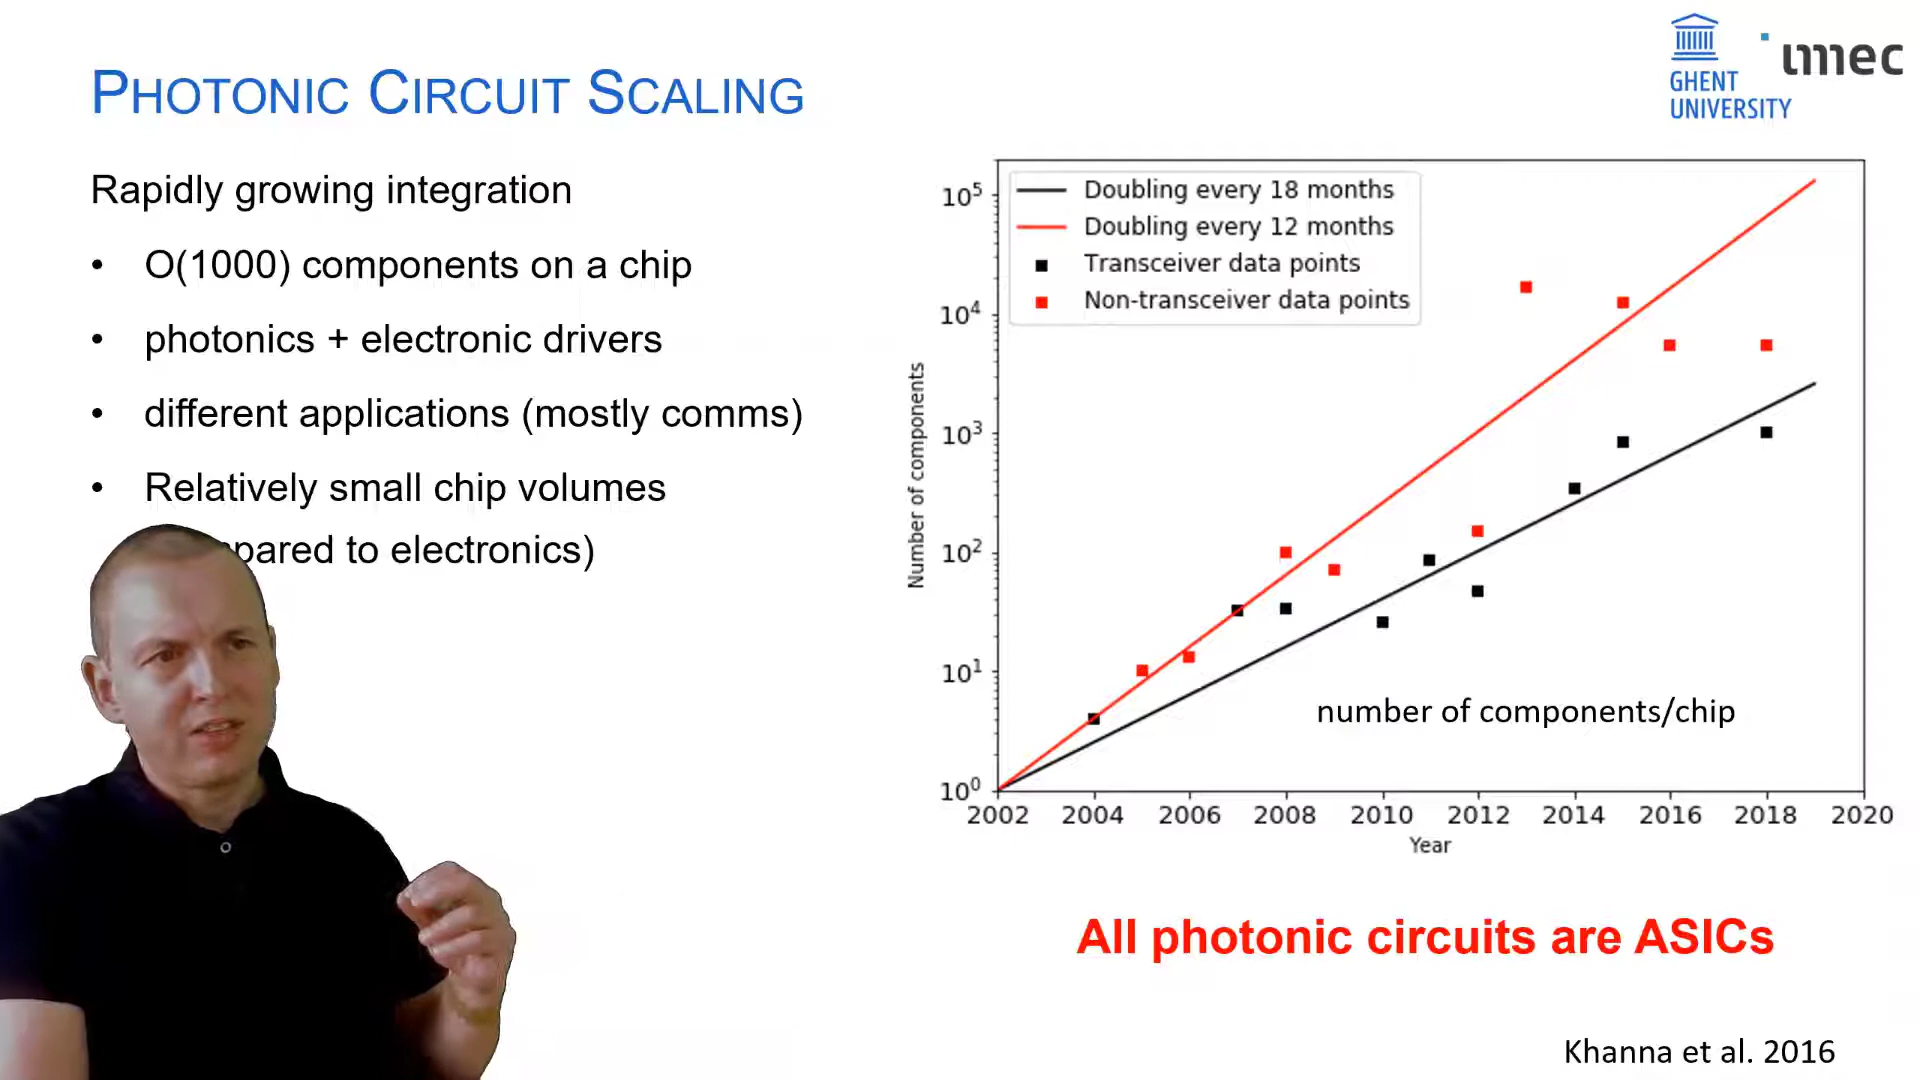 PHOTONIC CIRCUIT SCALING
GHENT
UNIVERSITY
imec
Rapidly growing integration
• O(1000) components on a chip
• photonics + electronic drivers
• different applications (mostly comms)
• Relatively small chip volumes
to electronics)
Doubling every 18 months
Doubling every 12 months
Transceiver data points
Non-transceiver data points
10⁵
10⁴
10³
10²
10¹
10⁰
Number of components
number of components/chip
2002 2004 2006 2008 2010 2012 2014 2016 2018 2020
Year
All photonic circuits are ASICs
Khanna et al. 2016